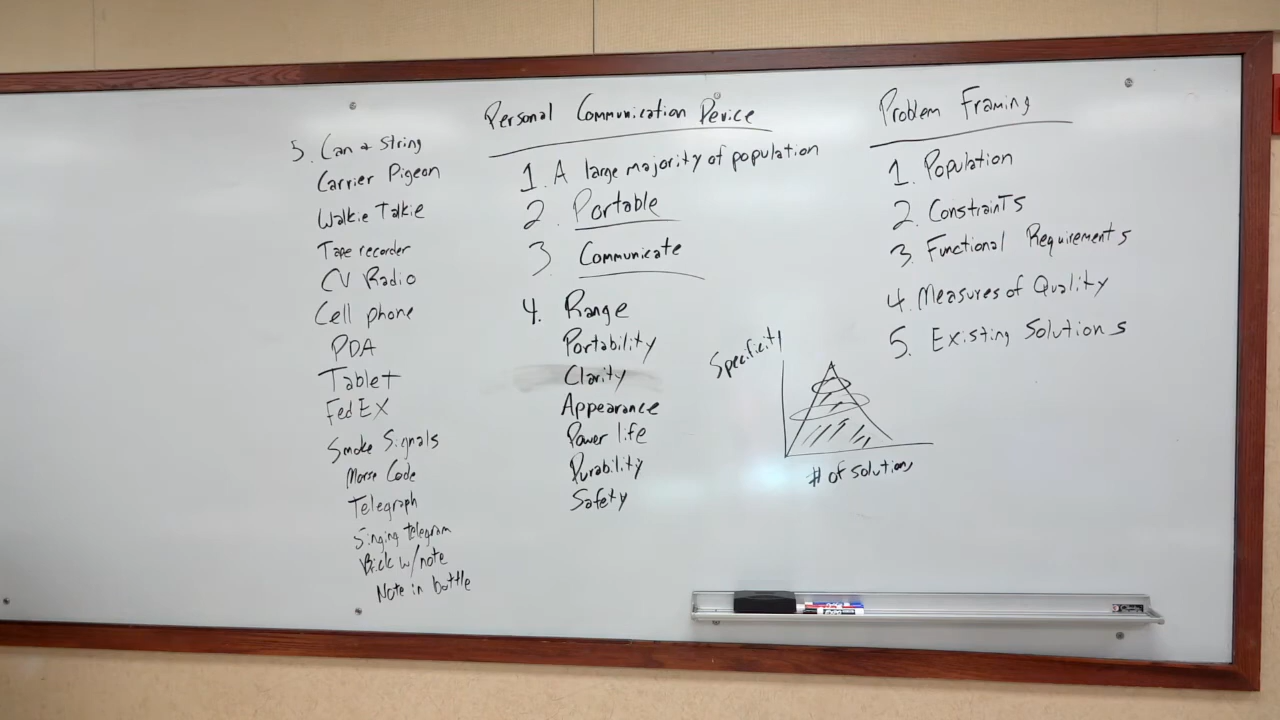 5. Can & String
Carrier Pigeon
Walkie Talkie
Tape recorder
CV Radio
Cell phone
PDA
Tablet
Fed EX
Smoke Signals
Morse Code
Telegraph
Singing telegram
Brick w/note
Note in bottle
Personal Communication Device
1. A large majority of population
2. Portable
3 Communicate
4. Range
Portability
Clarity
Appearance
Power life
Durability
Safety
Problem Framing
1. Population
2. Constraints
3. Functional Requirements
4. Measures of Quality
5. Existing Solutions
Specificity
# of solutions